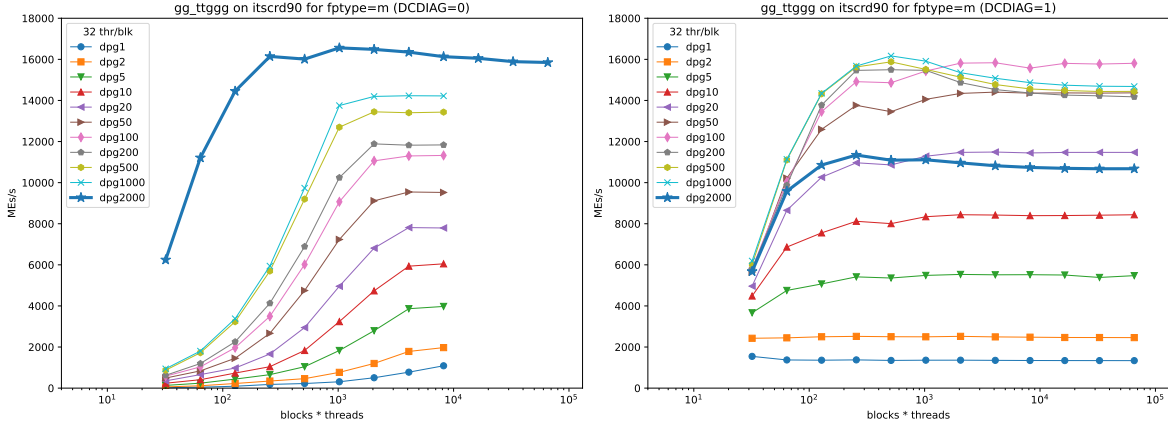 gg_ttggg on itscrd90 for fptype=m (DCDIAG=0)
18000
16000
14000
12000
10000
8000
6000
4000
2000
0
MEs/s
32 thr/blk
dpg1
dpg2
dpg5
dpg10
dpg20
dpg50
dpg100
dpg200
dpg500
dpg1000
dpg2000
10¹
10²
10³
10⁴
10⁵
blocks * threads
gg_ttggg on itscrd90 for fptype=m (DCDIAG=1)
18000
16000
14000
12000
10000
8000
6000
4000
2000
0
MEs/s
32 thr/blk
dpg1
dpg2
dpg5
dpg10
dpg20
dpg50
dpg100
dpg200
dpg500
dpg1000
dpg2000
10¹
10²
10³
10⁴
10⁵
blocks * threads